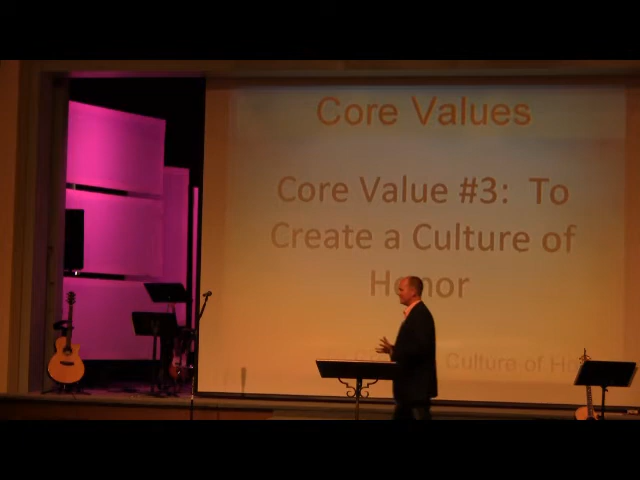 Core Values
Core Value #3: To
Create a Culture of
Honor
Culture of